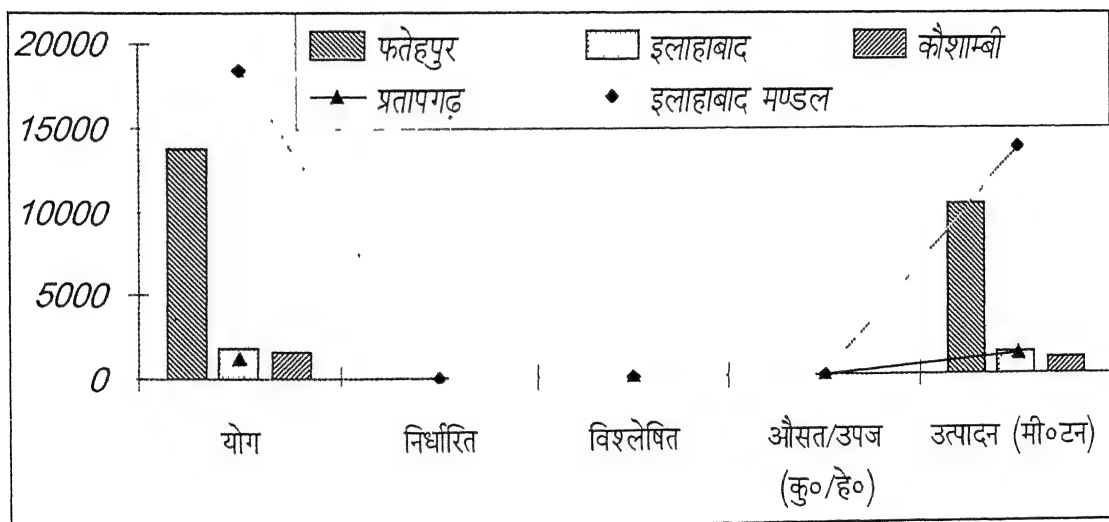 20000
15000
10000
5000
0
फतेहपुर इलाहाबाद कौशाम्बी
प्रतापगढ़ इलाहाबाद मण्डल
योग निर्धारित विश्लेषित औसत/उपज उत्पादन (मी०टन)
(कु०/हे०)